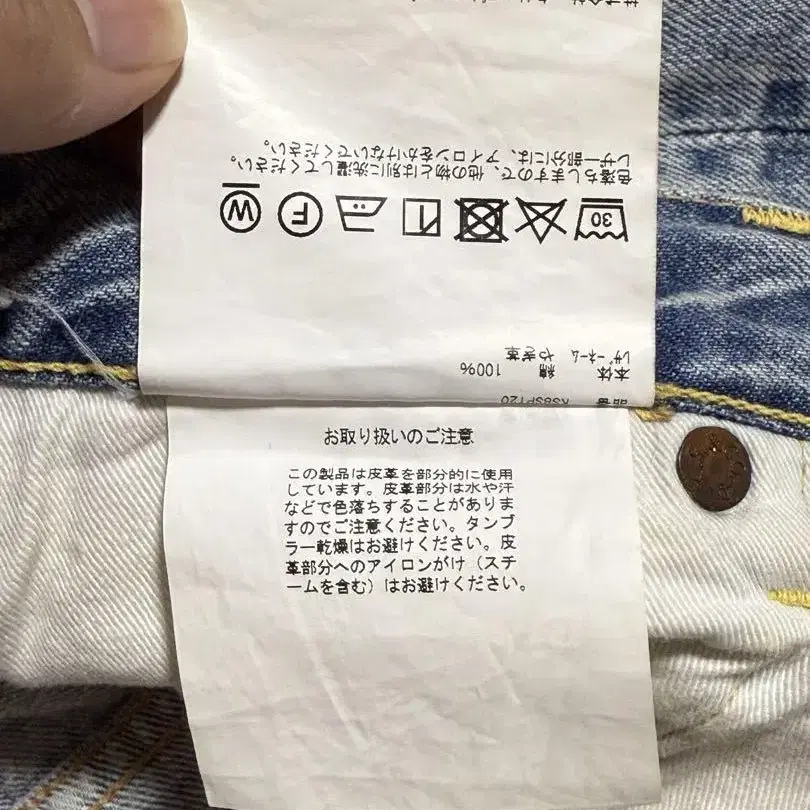 品番
本体 綿 100%
レザーネーム やぎ革
30 F W
色落ちしますので、他の物とは別に洗濯してください。
レザー部分には、アイロンをかけないでください。
株式会社
お取り扱いのご注意
この製品は皮革を部分的に使用
しています。皮革部分は水や汗
などで色落ちすることがありま
すのでご注意ください。タンブ
ラー乾燥はお避けください。皮
革部分へのアイロンがけ（スチ
ームを含む）はお避けください。